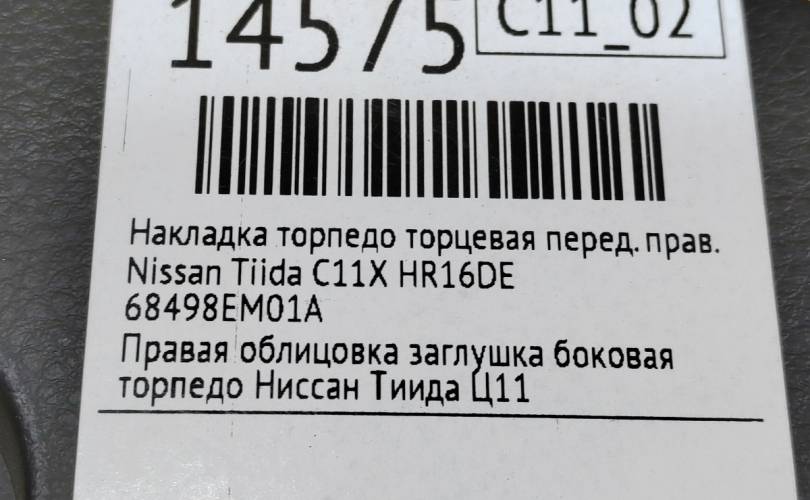 14575
C11_02
Накладка торпедо торцевая перед. прав.
Nissan Tiida C11X HR16DE
68498EM01A
Правая облицовка заглушка боковая
торпедо Ниссан Тиида Ц11